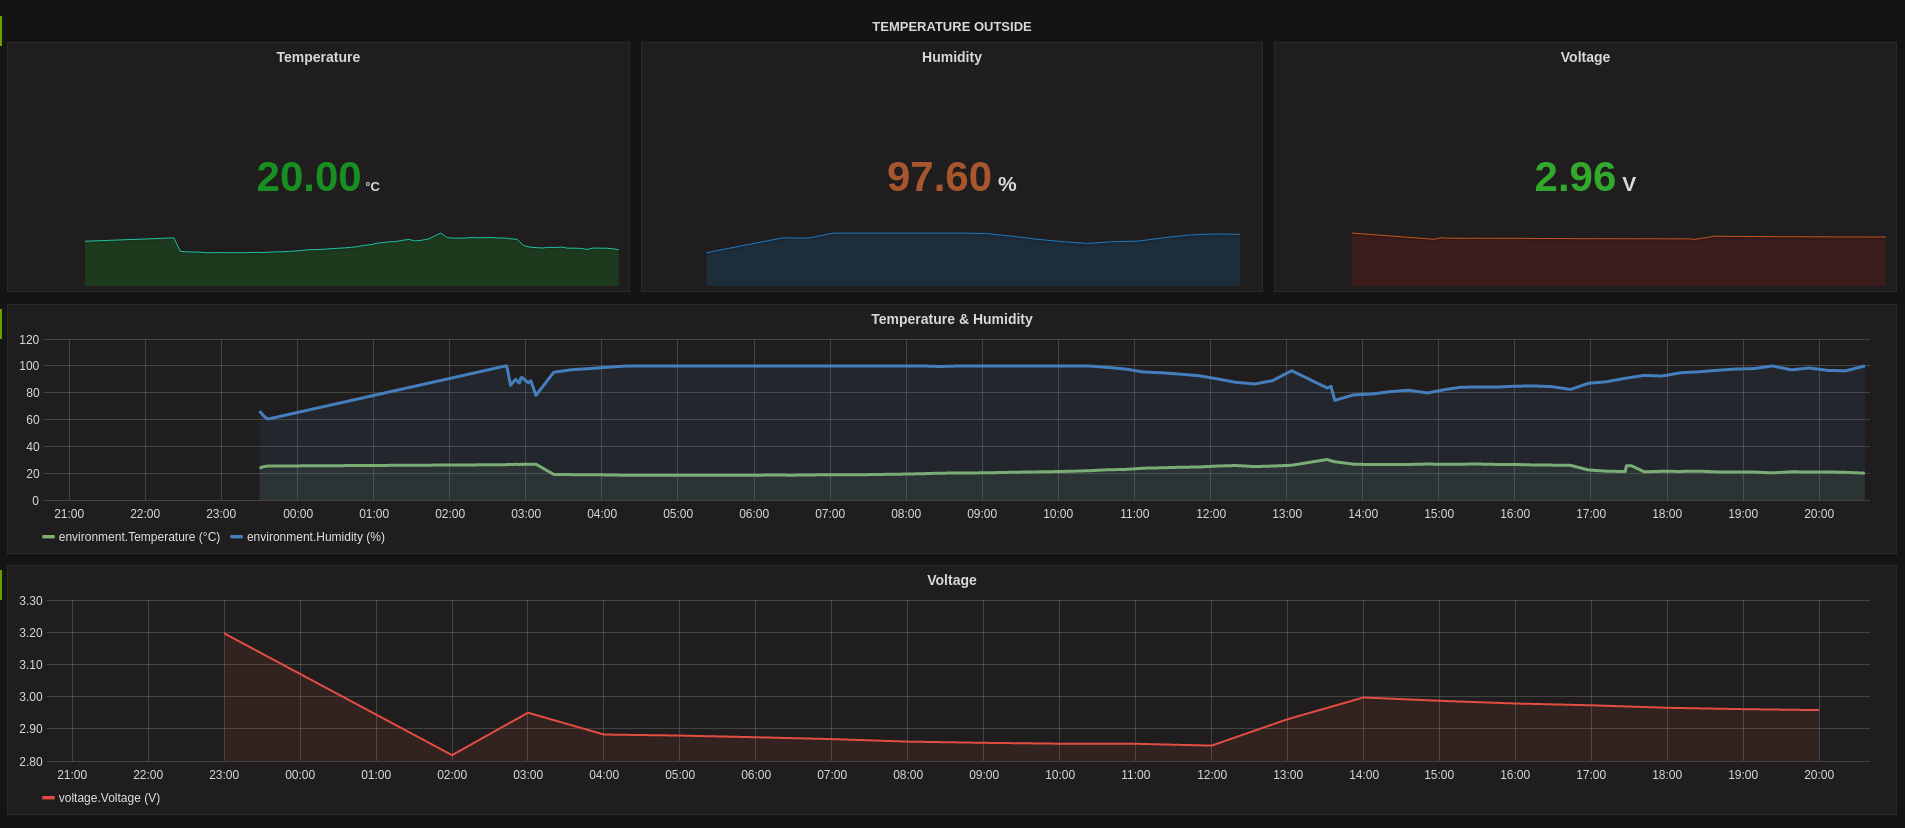 TEMPERATURE OUTSIDE
Temperature
Humidity
Voltage
20.00 °C
97.60 %
2.96 V
Temperature & Humidity
120
100
80
60
40
20
0
21:00 22:00 23:00 00:00 01:00 02:00 03:00 04:00 05:00 06:00 07:00 08:00 09:00 10:00 11:00 12:00 13:00 14:00 15:00 16:00 17:00 18:00 19:00 20:00
environment.Temperature (°C) environment.Humidity (%)
Voltage
3.30
3.20
3.10
3.00
2.90
2.80
21:00 22:00 23:00 00:00 01:00 02:00 03:00 04:00 05:00 06:00 07:00 08:00 09:00 10:00 11:00 12:00 13:00 14:00 15:00 16:00 17:00 18:00 19:00 20:00
voltage.Voltage (V)